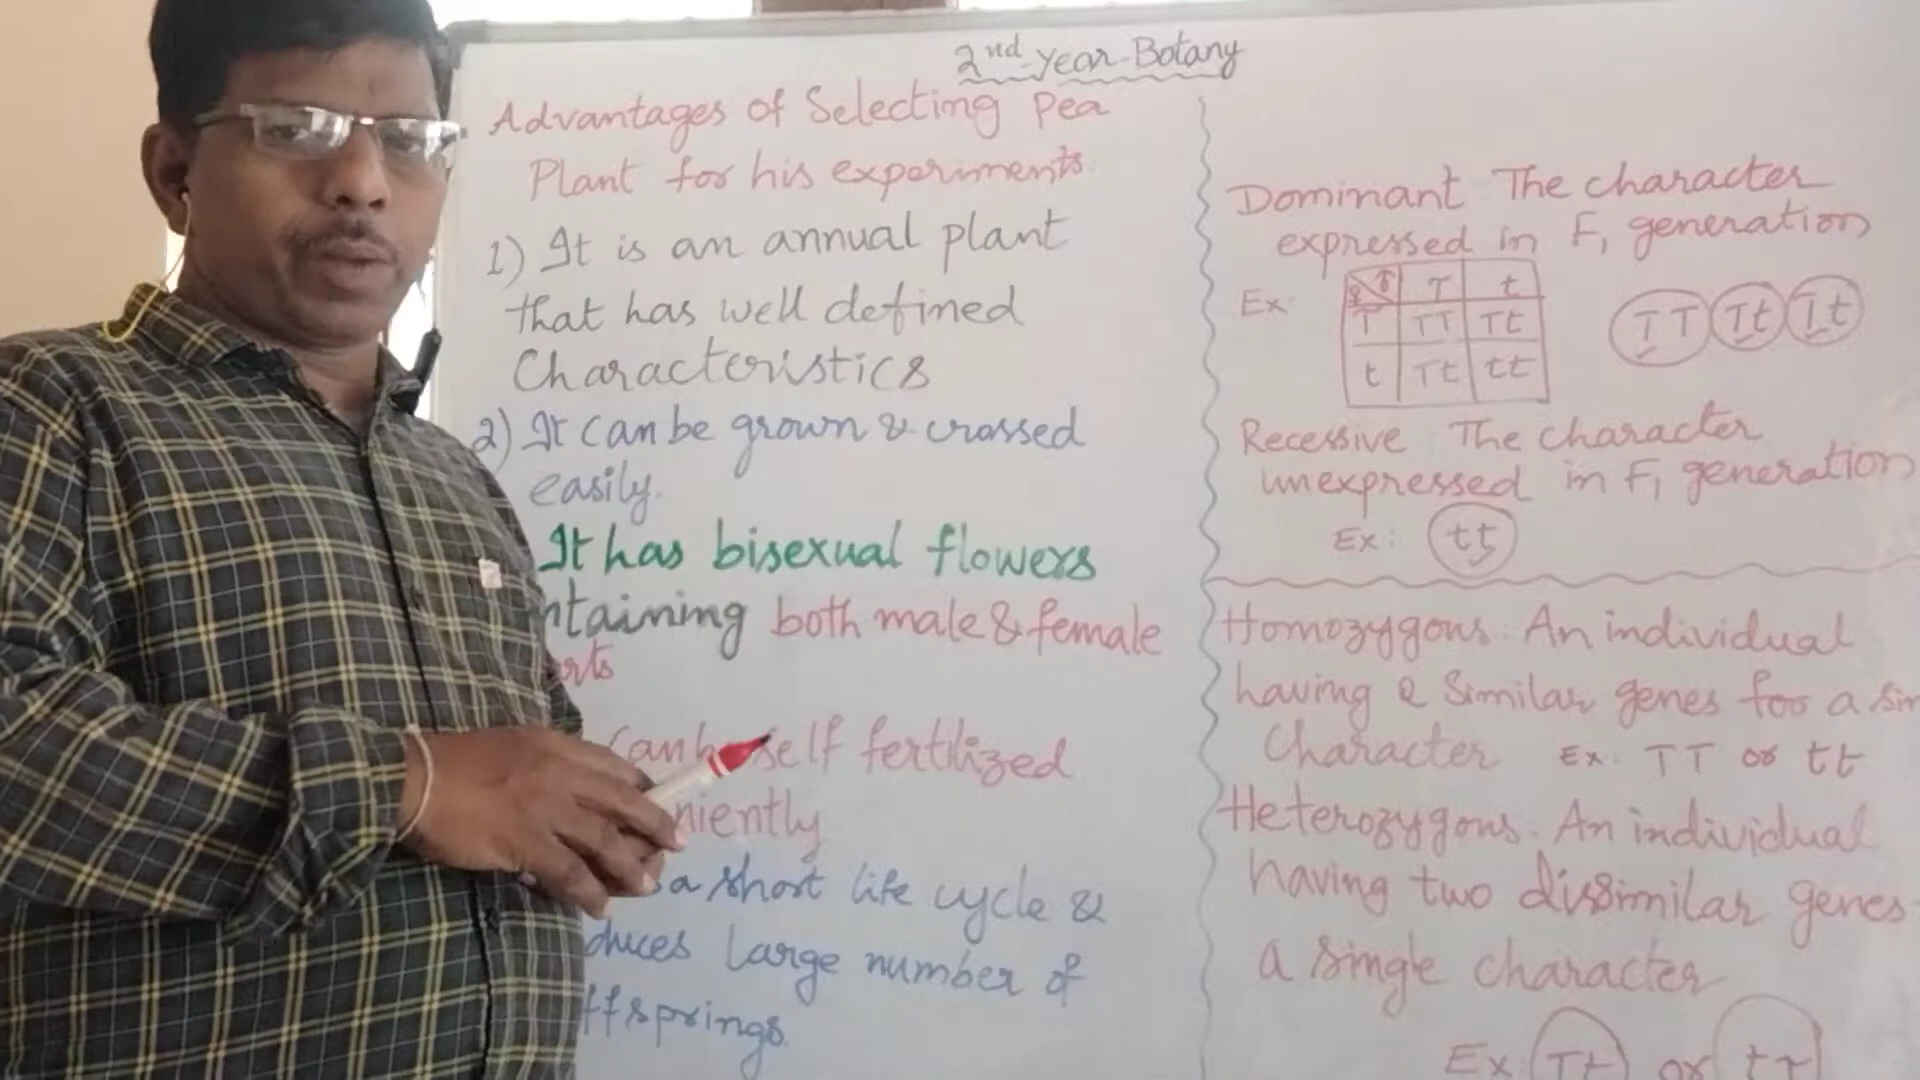 2nd year-Botany
Advantages of Selecting Pea
Plant for his experiments.
1) It is an annual plant
that has well defined
Characteristics
2) It can be grown & crossed
easily.
It has bisexual flowers
ntaining both male & female
rts
Can self fertilized
niently
a short life cycle &
duces large number of
ffsprings.
Dominant The character
expressed in F1 generation
Ex:
♀ ♂ T t
T TT Tt
t Tt tt
TT Tt Tt
Recessive The character
unexpressed in F1 generation
Ex: tt
Homozygous: An individual
having 2 similar genes for a sin
Character Ex: TT or tt
Heterozygous: An individual
having two dissimilar genes
a single character
Ex: Tt or tT